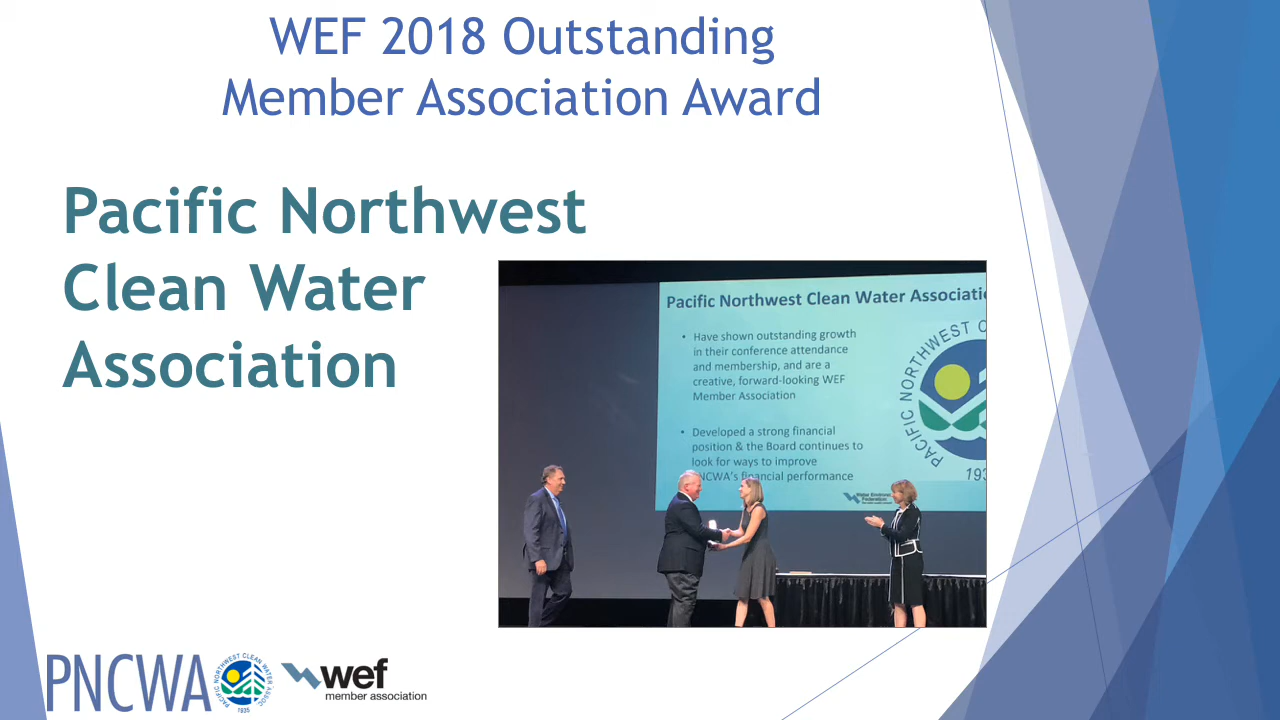 WEF 2018 Outstanding
Member Association Award
Pacific Northwest
Clean Water
Association
Pacific Northwest Clean Water
• Have shown outstanding growth
in their conference attendance
and membership, and are a
creative, forward-looking WEF
Member Association
• Developed a strong financial
position & the Board continues to
look for ways to improve
PNCWA's financial performance
PACIFIC NORTHWEST
Water
Federation
PNCWA
PACIFIC NORTHWEST CLEAN WATER ASSOC.
1935
wef
member association